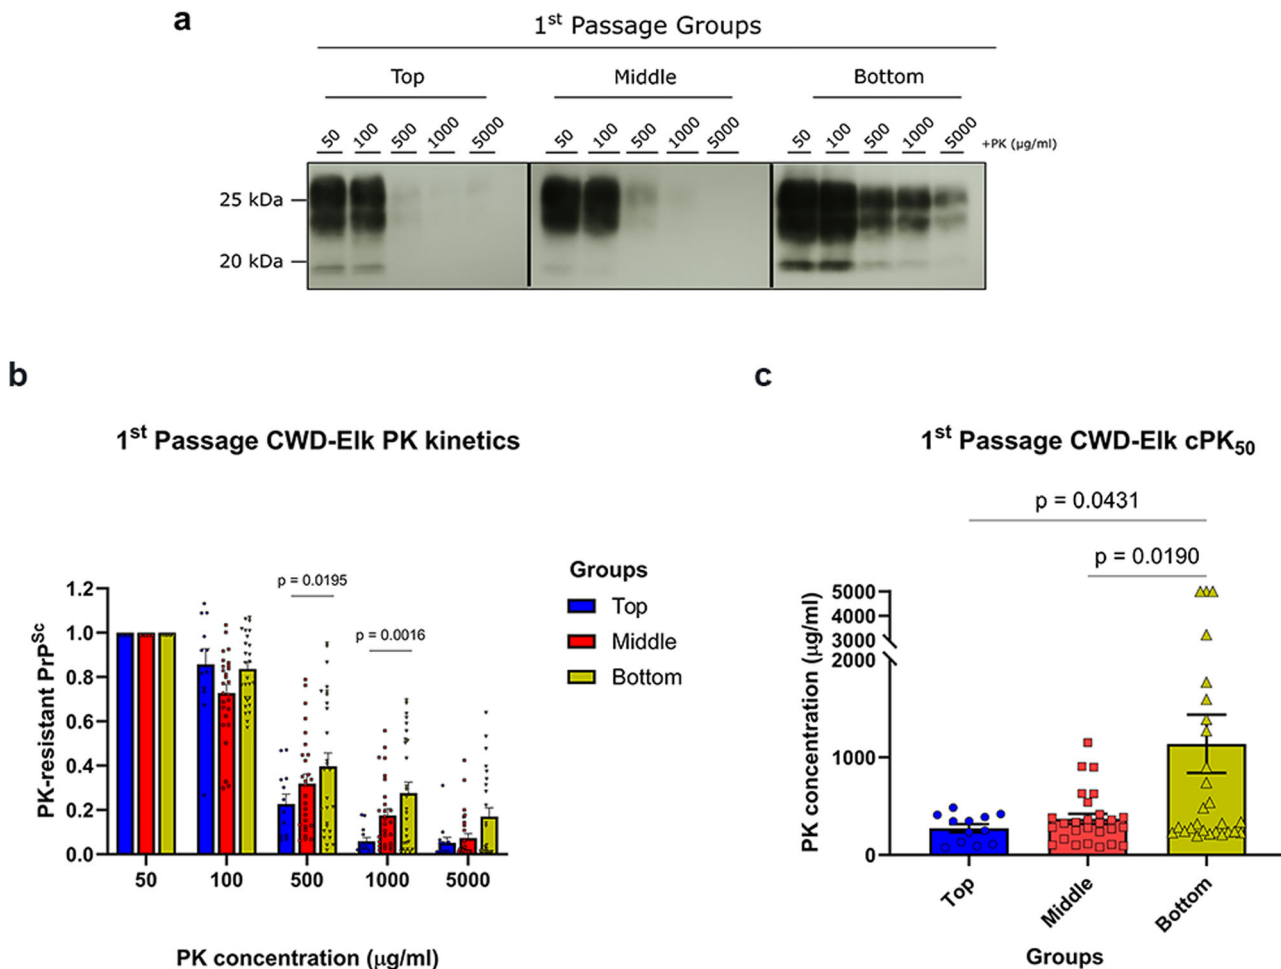 a
1st Passage Groups
Top Middle Bottom
50 100 500 1000 5000 50 100 500 1000 5000 50 100 500 1000 5000 +PK (μg/ml)
25 kDa
20 kDa
b
1st Passage CWD-Elk PK kinetics
PK-resistant PrPSc
1.2
1.0
0.8
0.6
0.4
0.2
0.0
p = 0.0195
p = 0.0016
50 100 500 1000 5000
PK concentration (μg/ml)
Groups
Top
Middle
Bottom
c
1st Passage CWD-Elk cPK50
p = 0.0431
p = 0.0190
PK concentration (μg/ml)
5000
4000
3000
2000
1000
0
Top Middle Bottom
Groups